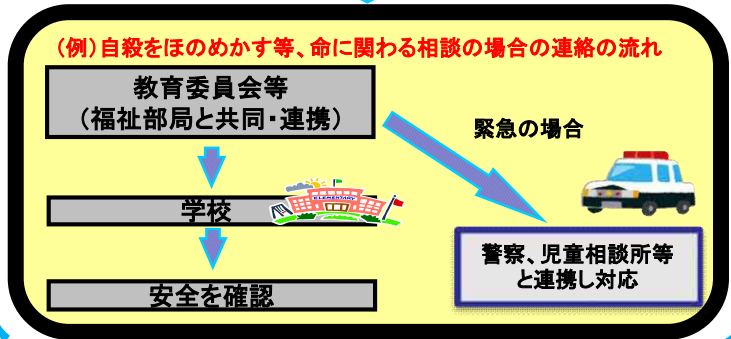 (例)自殺をほのめかす等、命に関わる相談の場合の連絡の流れ
教育委員会等
(福祉部局と共同・連携)
緊急の場合
学校
ELEMENTARY
警察、児童相談所等
と連携し対応
安全を確認